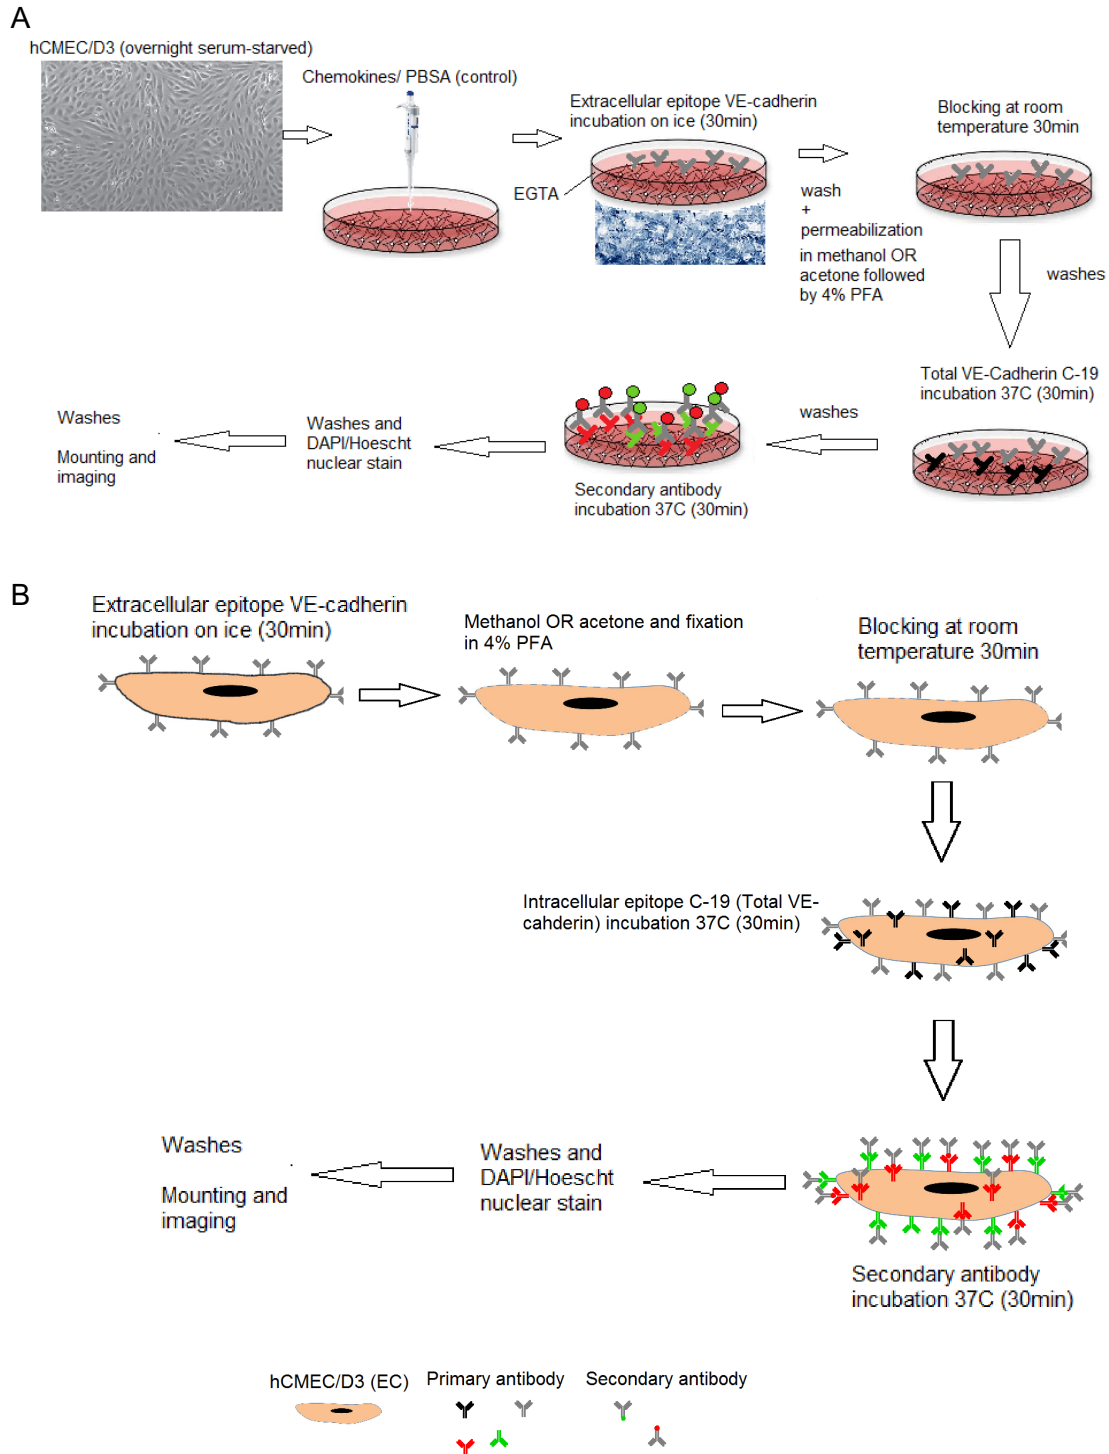 A
hCMEC/D3 (overnight serum-starved)
Chemokines/ PBSA (control)
Extracellular epitope VE-cadherin
incubation on ice (30min)
EGTA
wash
+
permeabilization
in methanol OR
acetone followed
by 4% PFA
Blocking at room
temperature 30min
washes
Total VE-Cadherin C-19
incubation 37C (30min)
washes
Secondary antibody
incubation 37C (30min)
Washes and
DAPI/Hoescht
nuclear stain
Washes
Mounting and
imaging
B
Extracellular epitope VE-cadherin
incubation on ice (30min)
Methanol OR acetone and fixation
in 4% PFA
Blocking at room
temperature 30min
Intracellular epitope C-19 (Total VE-
cahderin) incubation 37C (30min)
Secondary antibody
incubation 37C (30min)
Washes and
DAPI/Hoescht
nuclear stain
Washes
Mounting and
imaging
hCMEC/D3 (EC)
Primary antibody
Secondary antibody